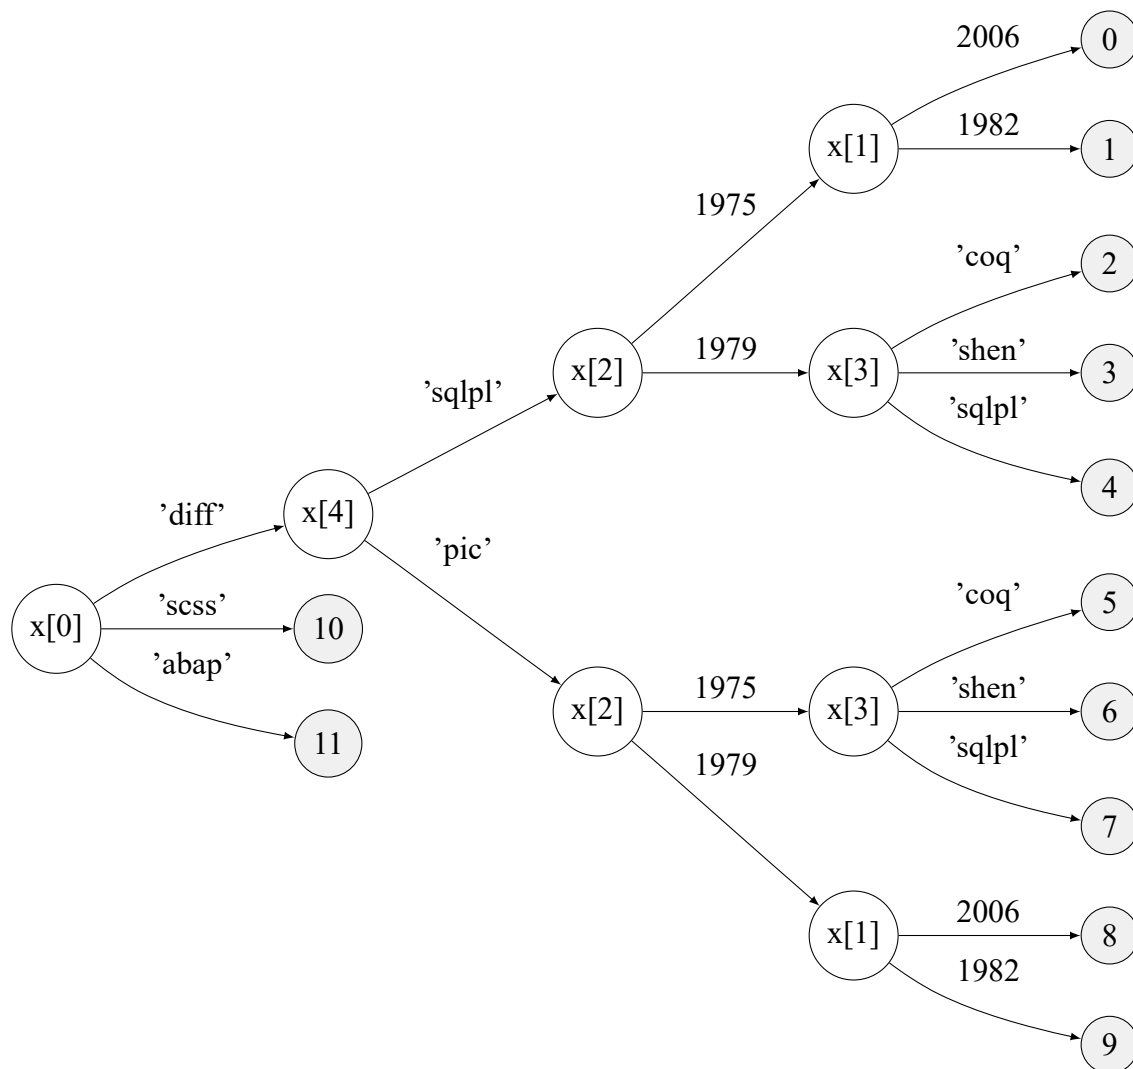 2006
0
x[1]
1982
1
1975
'coq'
2
x[2]
1979
x[3]
'shen'
3
'sqlpl'
'sqlpl'
4
x[4]
'diff'
'pic'
x[0]
'scss'
10
'abap'
11
'coq'
5
x[2]
1975
x[3]
'shen'
6
'sqlpl'
7
1979
x[1]
2006
8
1982
9